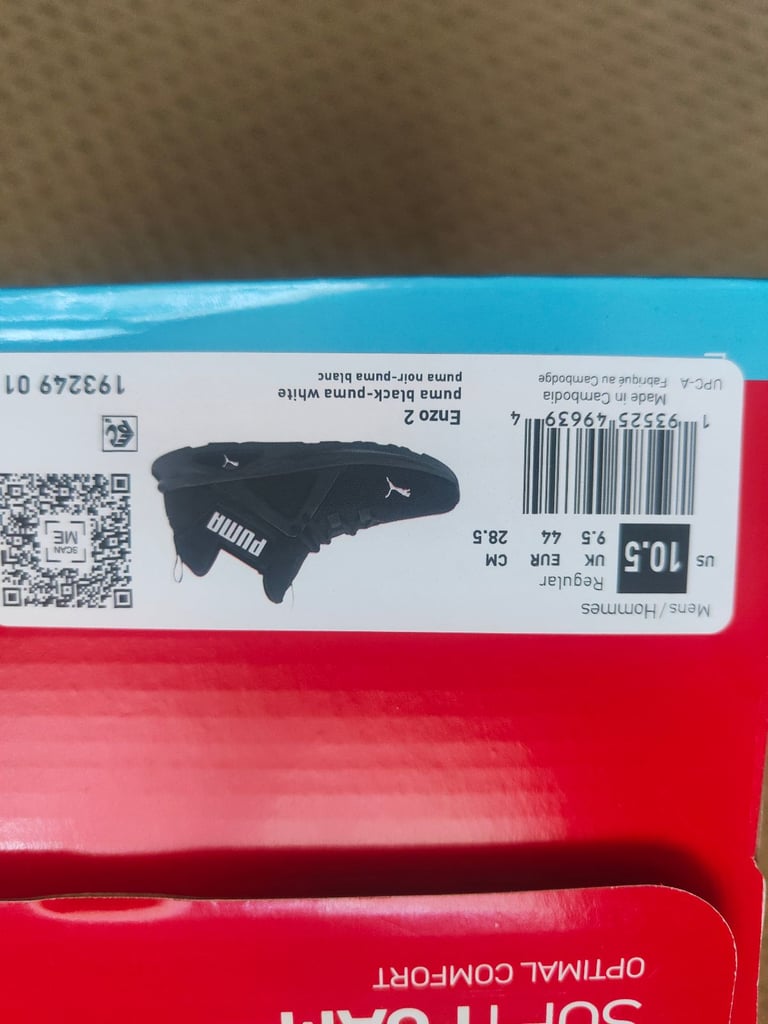 SOFTFOAM
OPTIMAL COMFORT
Mens/Hommes
Regular
US
10.5
UK EUR CM
9.5 44 28.5
1 93525 49639 4
Made in Cambodia
UPC-A Fabriqué au Cambodge
PUMA
Enzo 2
puma black-puma white
puma noir-puma blanc
SCAN
ME
193249 01